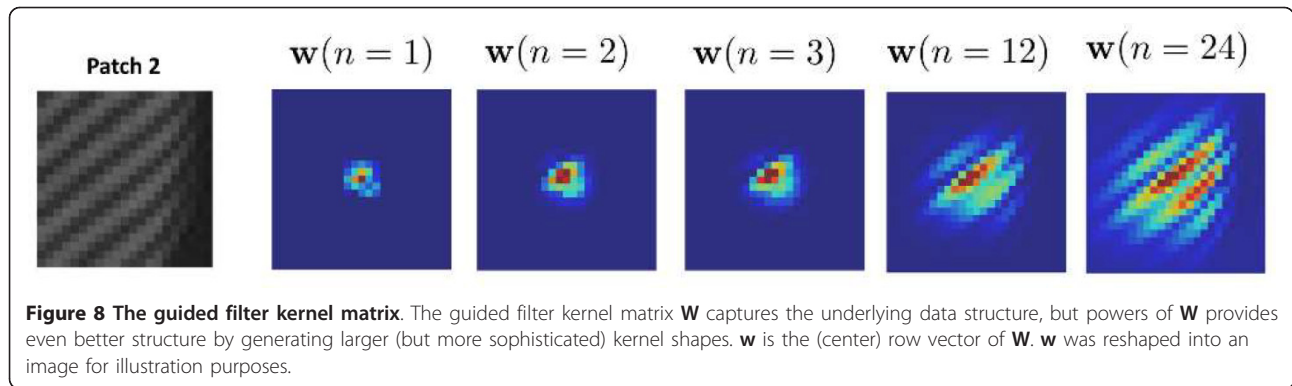 Patch 2
w(n = 1)
w(n = 2)
w(n = 3)
w(n = 12)
w(n = 24)
Figure 8 The guided filter kernel matrix. The guided filter kernel matrix W captures the underlying data structure, but powers of W provides
even better structure by generating larger (but more sophisticated) kernel shapes. w is the (center) row vector of W. w was reshaped into an
image for illustration purposes.